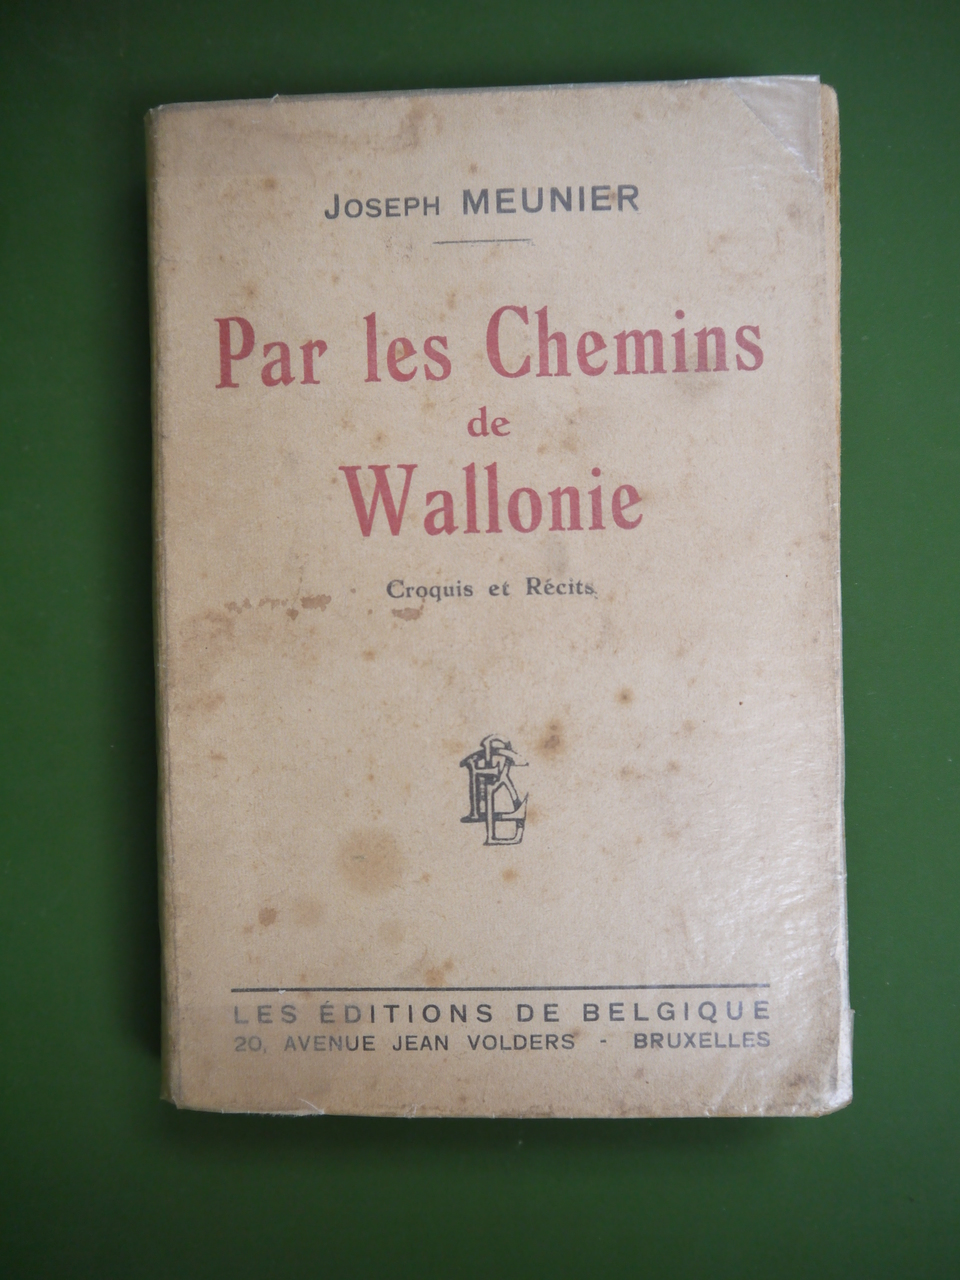 JOSEPH MEUNIER
Par les Chemins
de
Wallonie
Croquis et Récits
LES ÉDITIONS DE BELGIQUE
20, AVENUE JEAN VOLDERS - BRUXELLES